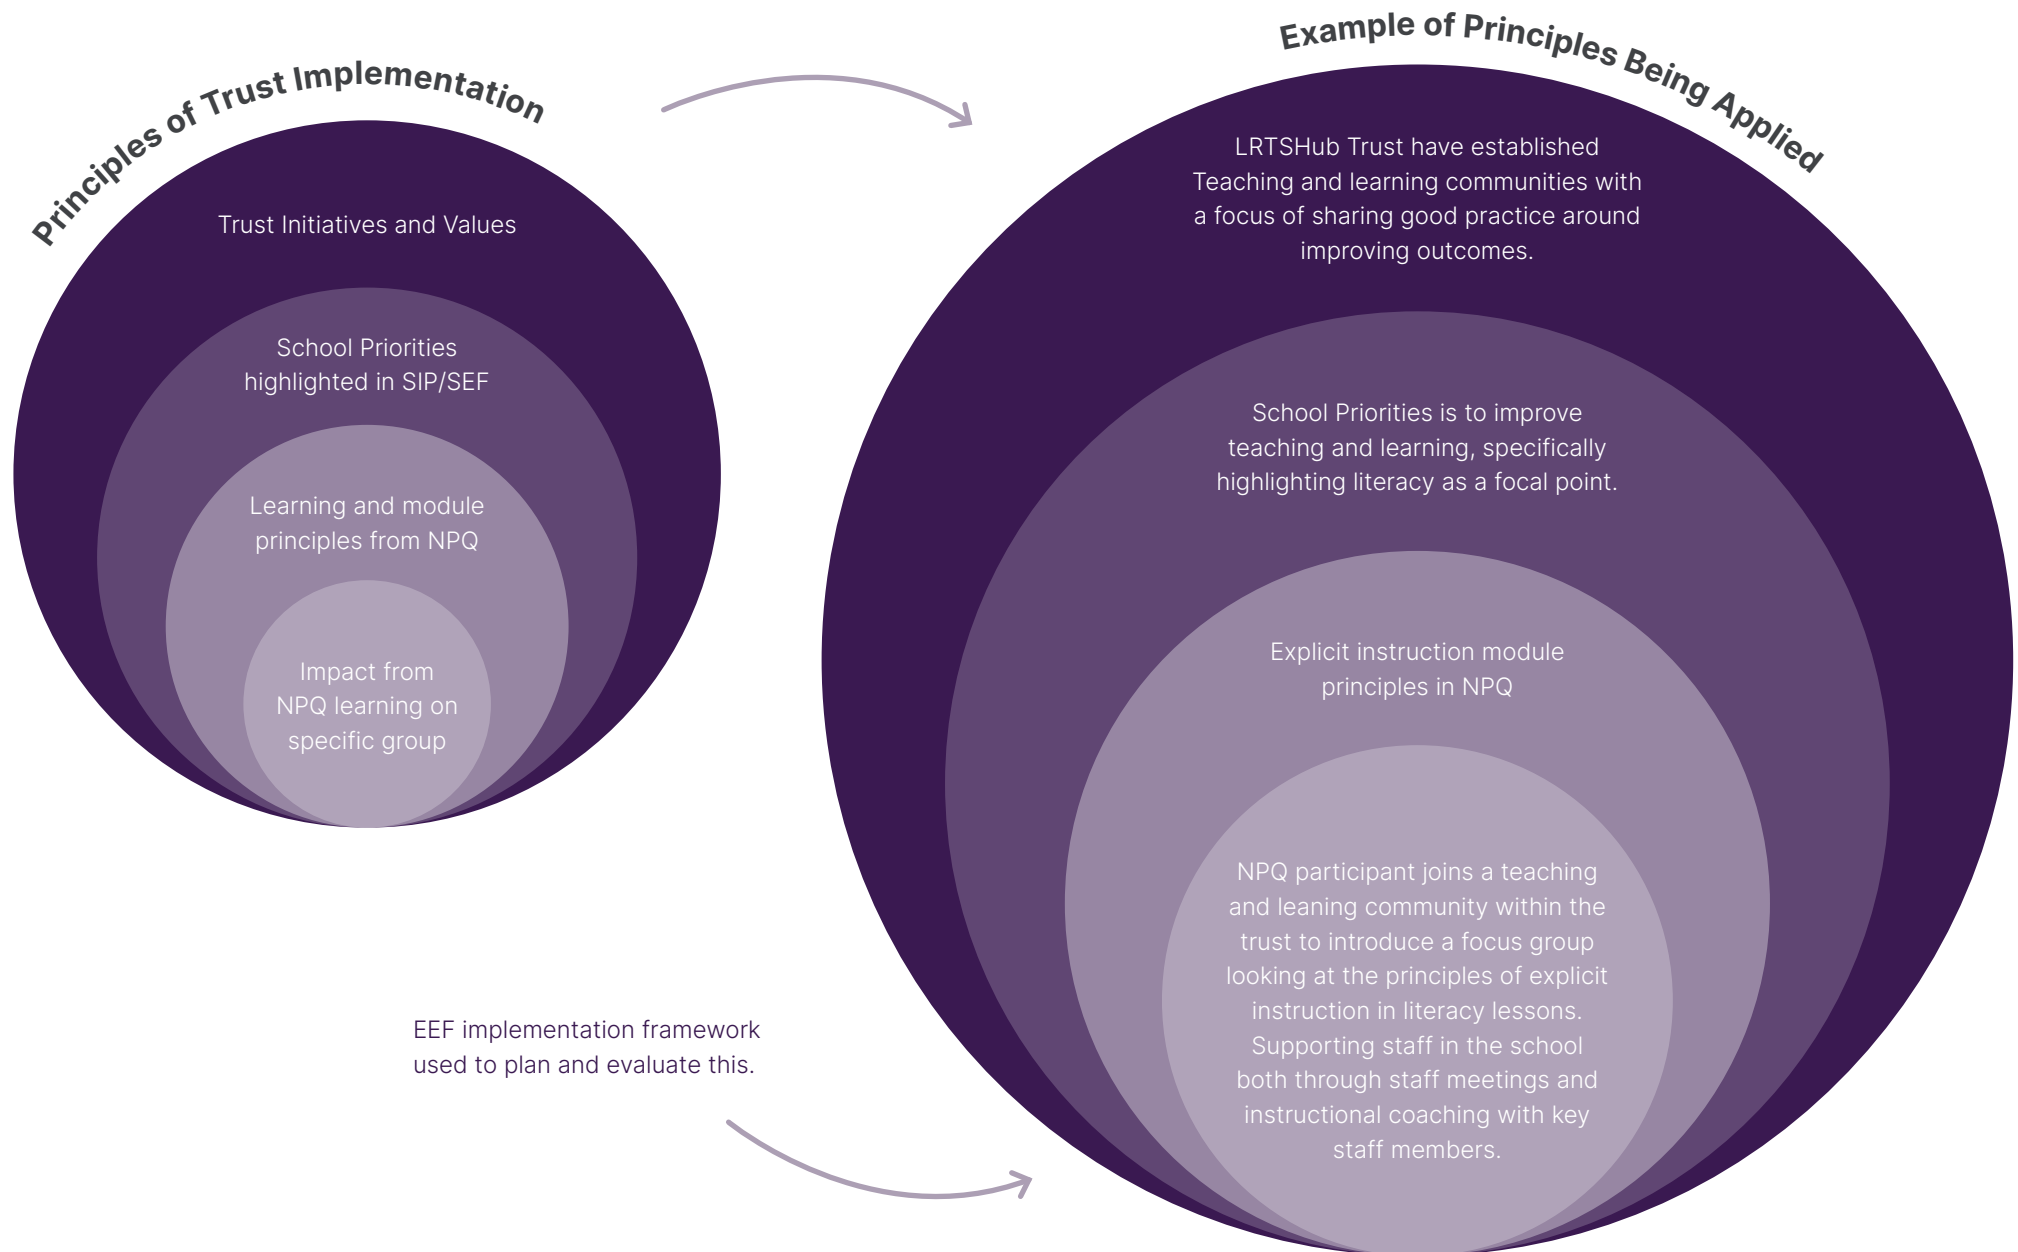 Principles of Trust Implementation
Trust Initiatives and Values
School Priorities
highlighted in SIP/SEF
Learning and module
principles from NPQ
Impact from
NPQ learning on
specific group
Example of Principles Being Applied
LRTSHub Trust have established
Teaching and learning communities with
a focus of sharing good practice around
improving outcomes.
School Priorities is to improve
teaching and learning, specifically
highlighting literacy as a focal point.
Explicit instruction module
principles in NPQ
NPQ participant joins a teaching
and leaning community within the
trust to introduce a focus group
looking at the principles of explicit
instruction in literacy lessons.
Supporting staff in the school
both through staff meetings and
instructional coaching with key
staff members.
EEF implementation framework
used to plan and evaluate this.